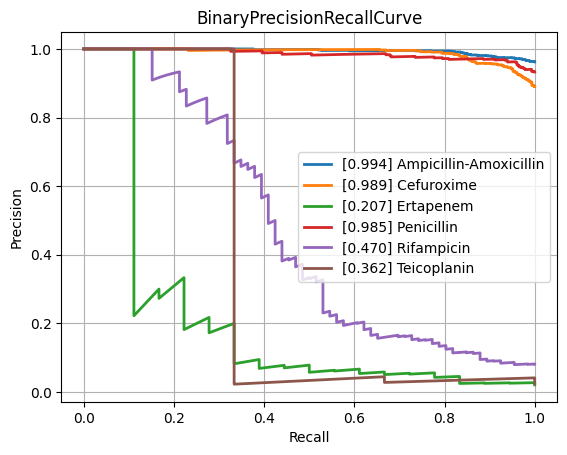 BinaryPrecisionRecallCurve
1.0
0.8
0.6
0.4
0.2
0.0
Precision
[0.994] Ampicillin-Amoxicillin
[0.989] Cefuroxime
[0.207] Ertapenem
[0.985] Penicillin
[0.470] Rifampicin
[0.362] Teicoplanin
0.0 0.2 0.4 0.6 0.8 1.0
Recall